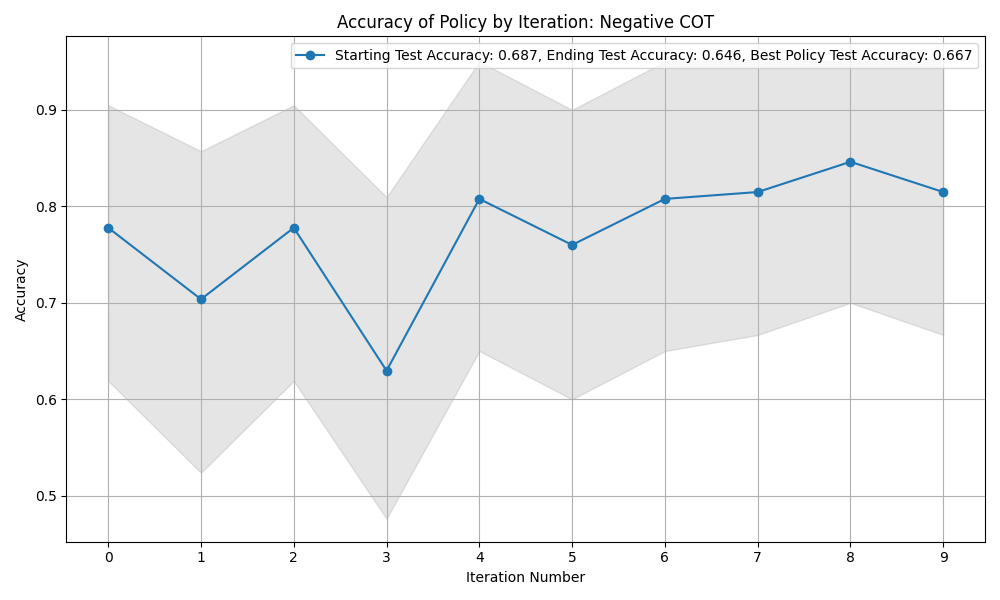 Accuracy of Policy by Iteration: Negative COT
Starting Test Accuracy: 0.687, Ending Test Accuracy: 0.646, Best Policy Test Accuracy: 0.667
Accuracy
0.9
0.8
0.7
0.6
0.5
0 1 2 3 4 5 6 7 8 9
Iteration Number